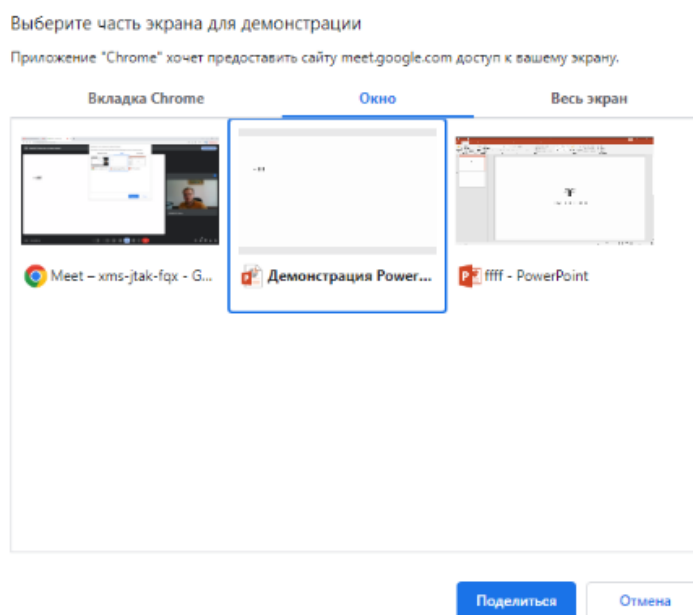 Выберите часть экрана для демонстрации
Приложение "Chrome" хочет предоставить сайту meet.google.com доступ к вашему экрану.
Вкладка Chrome
Окно
Весь экран
Meet – xms-jtak-fqx - G...
Демонстрация Power...
ffff - PowerPoint
Поделиться
Отмена